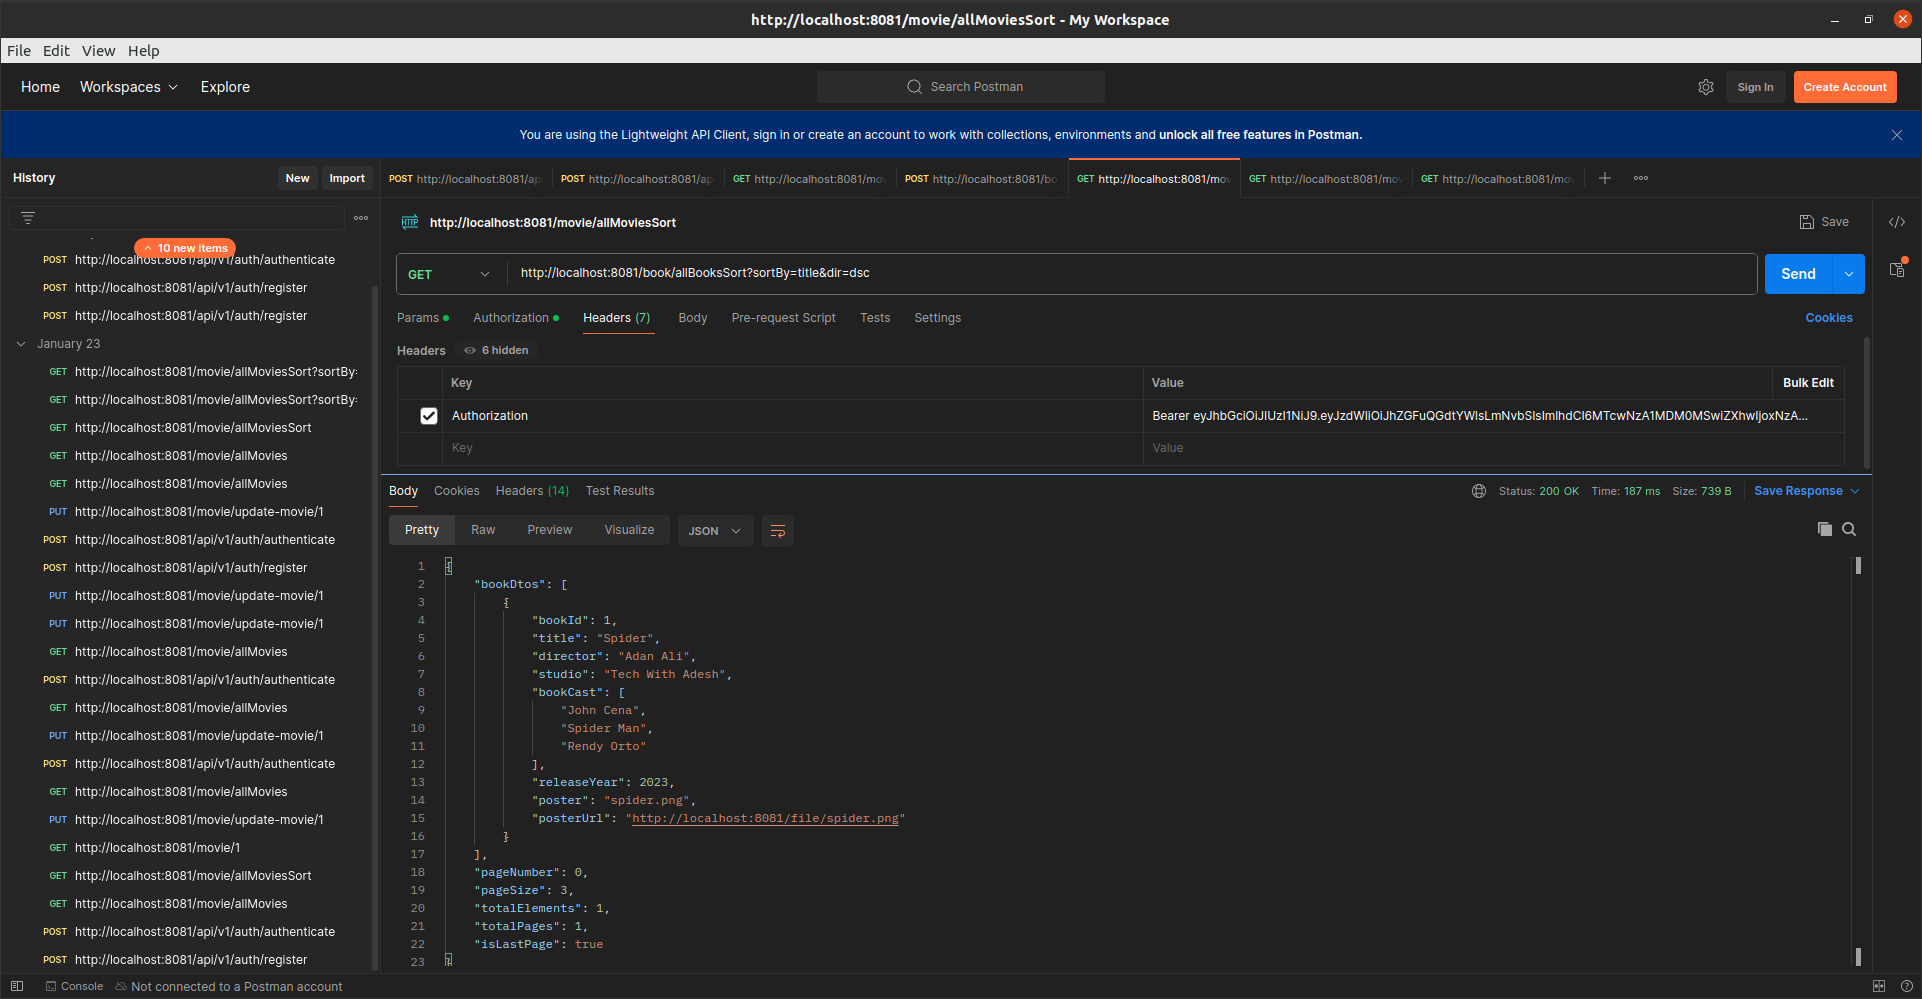 http://localhost:8081/movie/allMoviesSort - My Workspace
File Edit View Help
Home Workspaces Explore
Search Postman
Sign In Create Account
You are using the Lightweight API Client, sign in or create an account to work with collections, environments and unlock all free features in Postman.
History New Import
10 new items
POST http://localhost:8081/api/v1/auth/authenticate
POST http://localhost:8081/api/v1/auth/register
POST http://localhost:8081/api/v1/auth/register
January 23
GET http://localhost:8081/movie/allMoviesSort?sortBy:
GET http://localhost:8081/movie/allMoviesSort?sortBy:
GET http://localhost:8081/movie/allMoviesSort
GET http://localhost:8081/movie/allMovies
GET http://localhost:8081/movie/allMovies
PUT http://localhost:8081/movie/update-movie/1
POST http://localhost:8081/api/v1/auth/authenticate
POST http://localhost:8081/api/v1/auth/register
PUT http://localhost:8081/movie/update-movie/1
PUT http://localhost:8081/movie/update-movie/1
GET http://localhost:8081/movie/allMovies
POST http://localhost:8081/api/v1/auth/authenticate
GET http://localhost:8081/movie/allMovies
PUT http://localhost:8081/movie/update-movie/1
POST http://localhost:8081/api/v1/auth/authenticate
GET http://localhost:8081/movie/allMovies
PUT http://localhost:8081/movie/update-movie/1
GET http://localhost:8081/movie/1
GET http://localhost:8081/movie/allMoviesSort
GET http://localhost:8081/movie/allMovies
POST http://localhost:8081/api/v1/auth/authenticate
POST http://localhost:8081/api/v1/auth/register
POST http://localhost:8081/ap POST http://localhost:8081/ap GET http://localhost:8081/mov POST http://localhost:8081/bo GET http://localhost:8081/mov GET http://localhost:8081/mo GET http://localhost:8081/mov
HTTP http://localhost:8081/movie/allMoviesSort Save </>
GET http://localhost:8081/book/allBooksSort?sortBy=title&dir=dsc Send
Params Authorization Headers (7) Body Pre-request Script Tests Settings Cookies
Headers 6 hidden
Key Value Bulk Edit
Authorization Bearer eyJhbGciOiJIUzI1NiJ9.eyJzdWIiOiJhZGFuQGdtYWlsLmNvbSIsImlhdCI6MTcwNzA1MDM0MSwiZXhwIjoxNzA...
Key Value
Body Cookies Headers (14) Test Results Status: 200 OK Time: 187 ms Size: 739 B Save Response
Pretty Raw Preview Visualize JSON
1 {
2 "bookDtos": [
3 {
4 "bookId": 1,
5 "title": "Spider",
6 "director": "Adan Ali",
7 "studio": "Tech With Adesh",
8 "bookCast": [
9 "John Cena",
10 "Spider Man",
11 "Rendy Orto"
12 ],
13 "releaseYear": 2023,
14 "poster": "spider.png",
15 "posterUrl": "http://localhost:8081/file/spider.png"
16 }
17 ],
18 "pageNumber": 0,
19 "pageSize": 3,
20 "totalElements": 1,
21 "totalPages": 1,
22 "isLastPage": true
23 }
Console Not connected to a Postman account